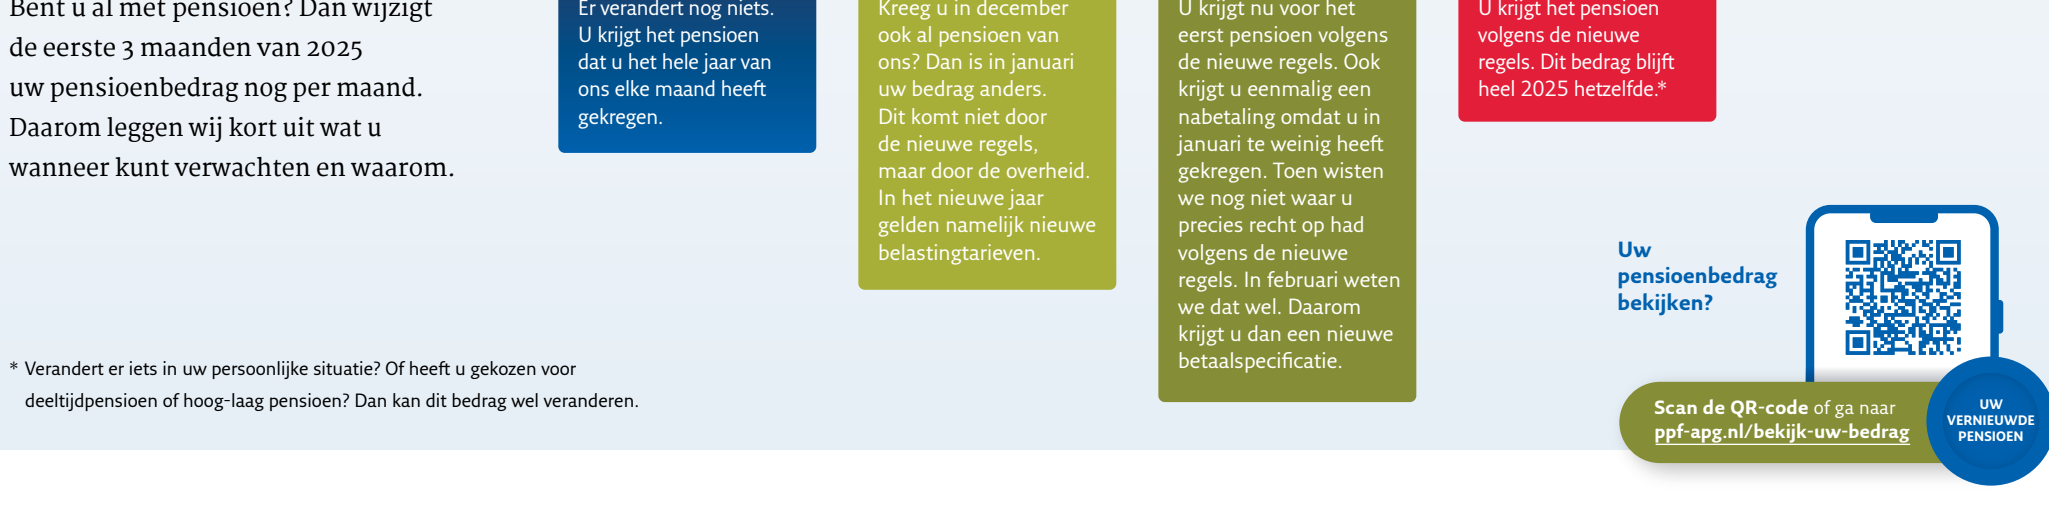 Bent u al met pensioen? Dan wijzigt
de eerste 3 maanden van 2025
uw pensioenbedrag nog per maand.
Daarom leggen wij kort uit wat u
wanneer kunt verwachten en waarom.
Er verandert nog niets.
U krijgt het pensioen
dat u het hele jaar van
ons elke maand heeft
gekregen.
Kreeg u in december
ook al pensioen van
ons? Dan is in januari
uw bedrag anders.
Dit komt niet door
de nieuwe regels,
maar door de overheid.
In het nieuwe jaar
gelden namelijk nieuwe
belastingtarieven.
U krijgt nu voor het
eerst pensioen volgens
de nieuwe regels. Ook
krijgt u eenmalig een
nabetaling omdat u in
januari te weinig heeft
gekregen. Toen wisten
we nog niet waar u
precies recht op had
volgens de nieuwe
regels. In februari weten
we dat wel. Daarom
krijgt u dan een nieuwe
betaalspecificatie.
U krijgt het pensioen
volgens de nieuwe
regels. Dit bedrag blijft
heel 2025 hetzelfde.*
Uw
pensioenbedrag
bekijken?
* Verandert er iets in uw persoonlijke situatie? Of heeft u gekozen voor
deeltijdpensioen of hoog-laag pensioen? Dan kan dit bedrag wel veranderen.
Scan de QR-code of ga naar
ppf-apg.nl/bekijk-uw-bedrag
UW
VERNIEUWDE
PENSIOEN